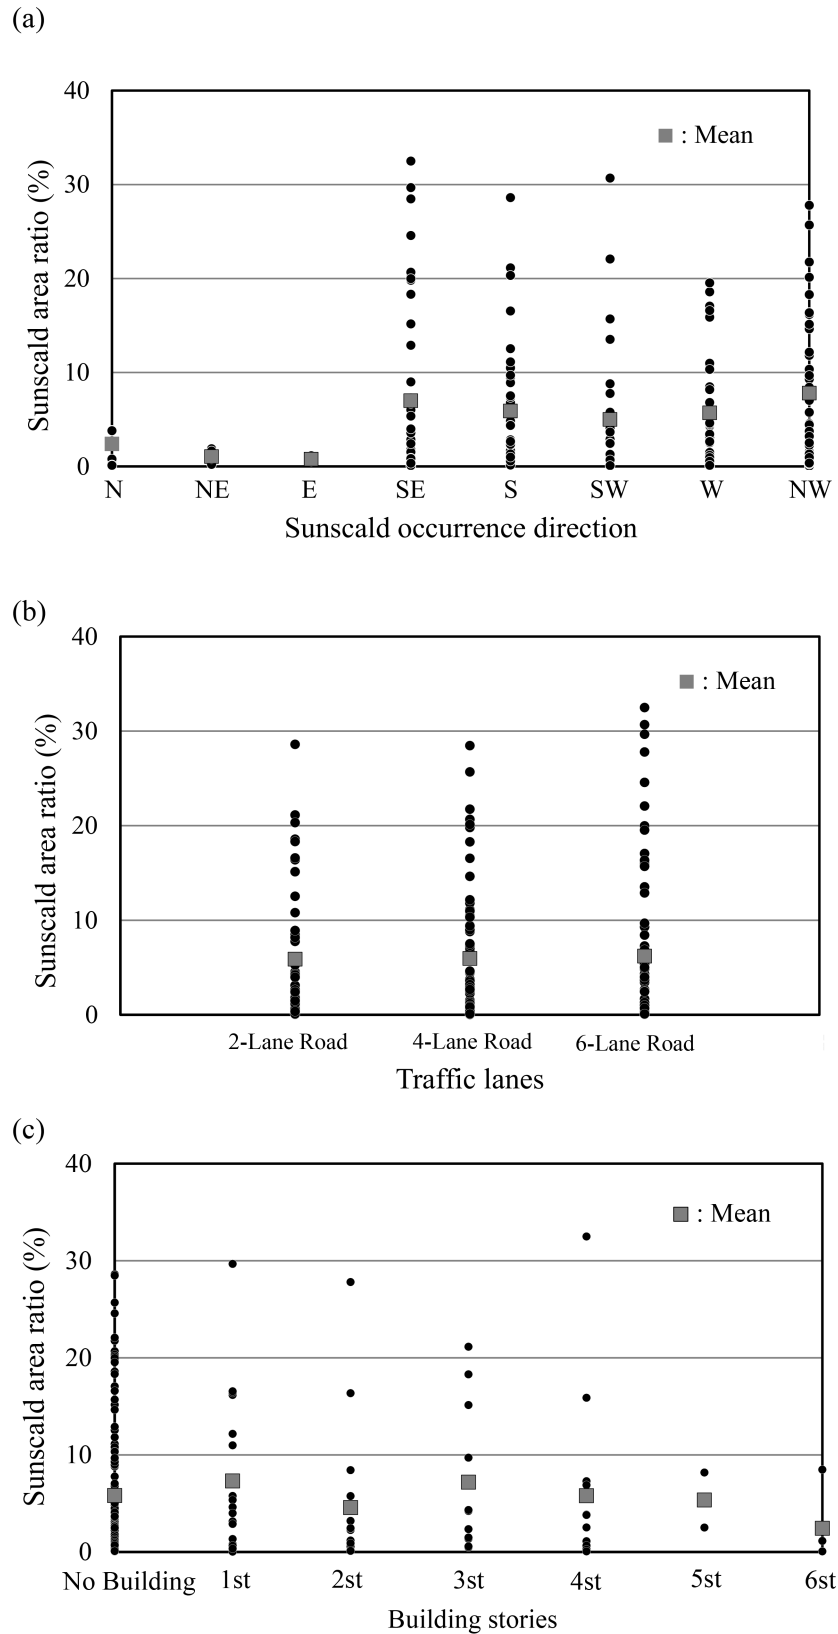 (a)
40
: Mean
30
20
10
0
N NE E SE S SW W NW
Sunscald area ratio (%)
Sunscald occurrence direction
(b)
40
: Mean
30
20
10
0
2-Lane Road 4-Lane Road 6-Lane Road
Sunscald area ratio (%)
Traffic lanes
(c)
40
: Mean
30
20
10
0
No Building 1st 2st 3st 4st 5st 6st
Sunscald area ratio (%)
Building stories